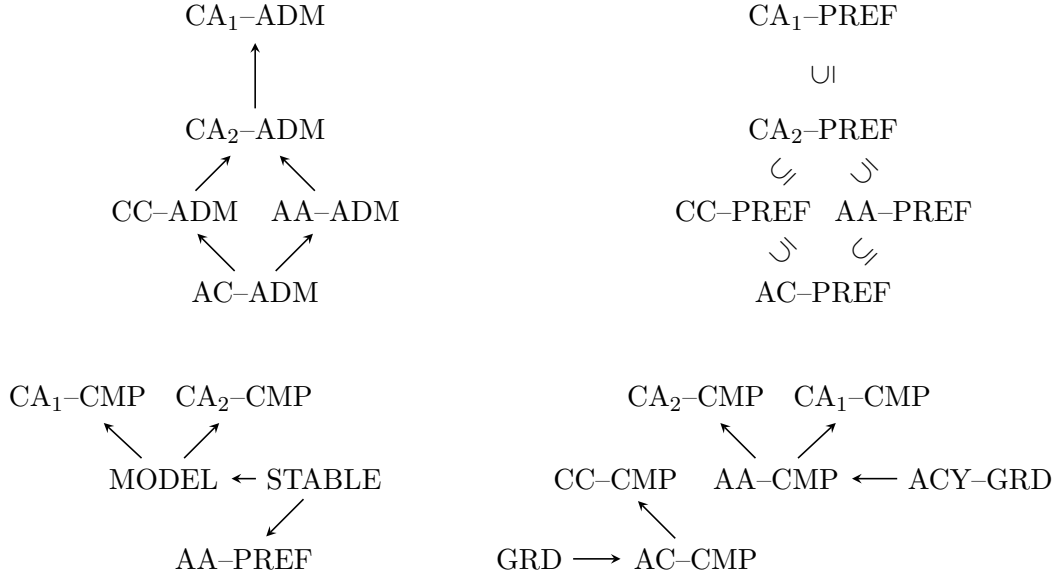 CA₁–ADM CA₁–PREF
⊆
CA₂–ADM CA₂–PREF
⊆ ⊆
CC–ADM AA–ADM CC–PREF AA–PREF
⊆ ⊆
AC–ADM AC–PREF
CA₁–CMP CA₂–CMP CA₂–CMP CA₁–CMP
MODEL STABLE CC–CMP AA–CMP ACY–GRD
AA–PREF GRD AC–CMP